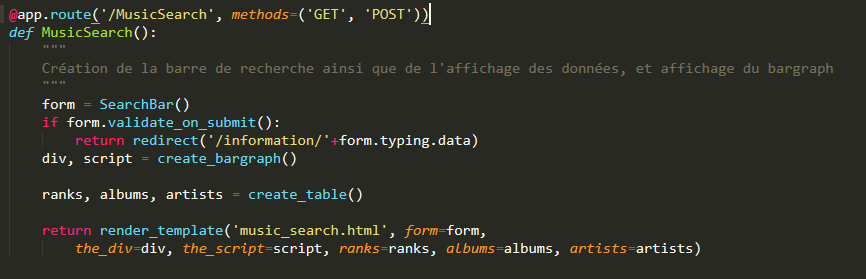 @app.route('/MusicSearch', methods=('GET', 'POST'))
def MusicSearch():
    """
    Création de la barre de recherche ainsi que de l'affichage des données, et affichage du bargraph
    """
    form = SearchBar()
    if form.validate_on_submit():
        return redirect('/information/'+form.typing.data)
    div, script = create_bargraph()

    ranks, albums, artists = create_table()

    return render_template('music_search.html', form=form,
        the_div=div, the_script=script, ranks=ranks, albums=albums, artists=artists)